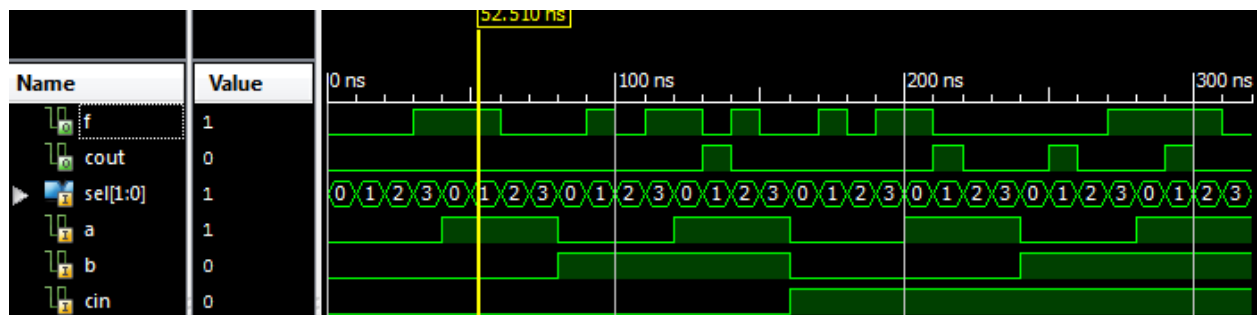 52.510 ns
Name Value 0 ns 100 ns 200 ns 300 ns
f 1
cout 0
sel[1:0] 1 0 1 2 3 0 1 2 3 0 1 2 3 0 1 2 3 0 1 2 3 0 1 2 3 0 1 2 3 0 1 2 3
a 1
b 0
cin 0